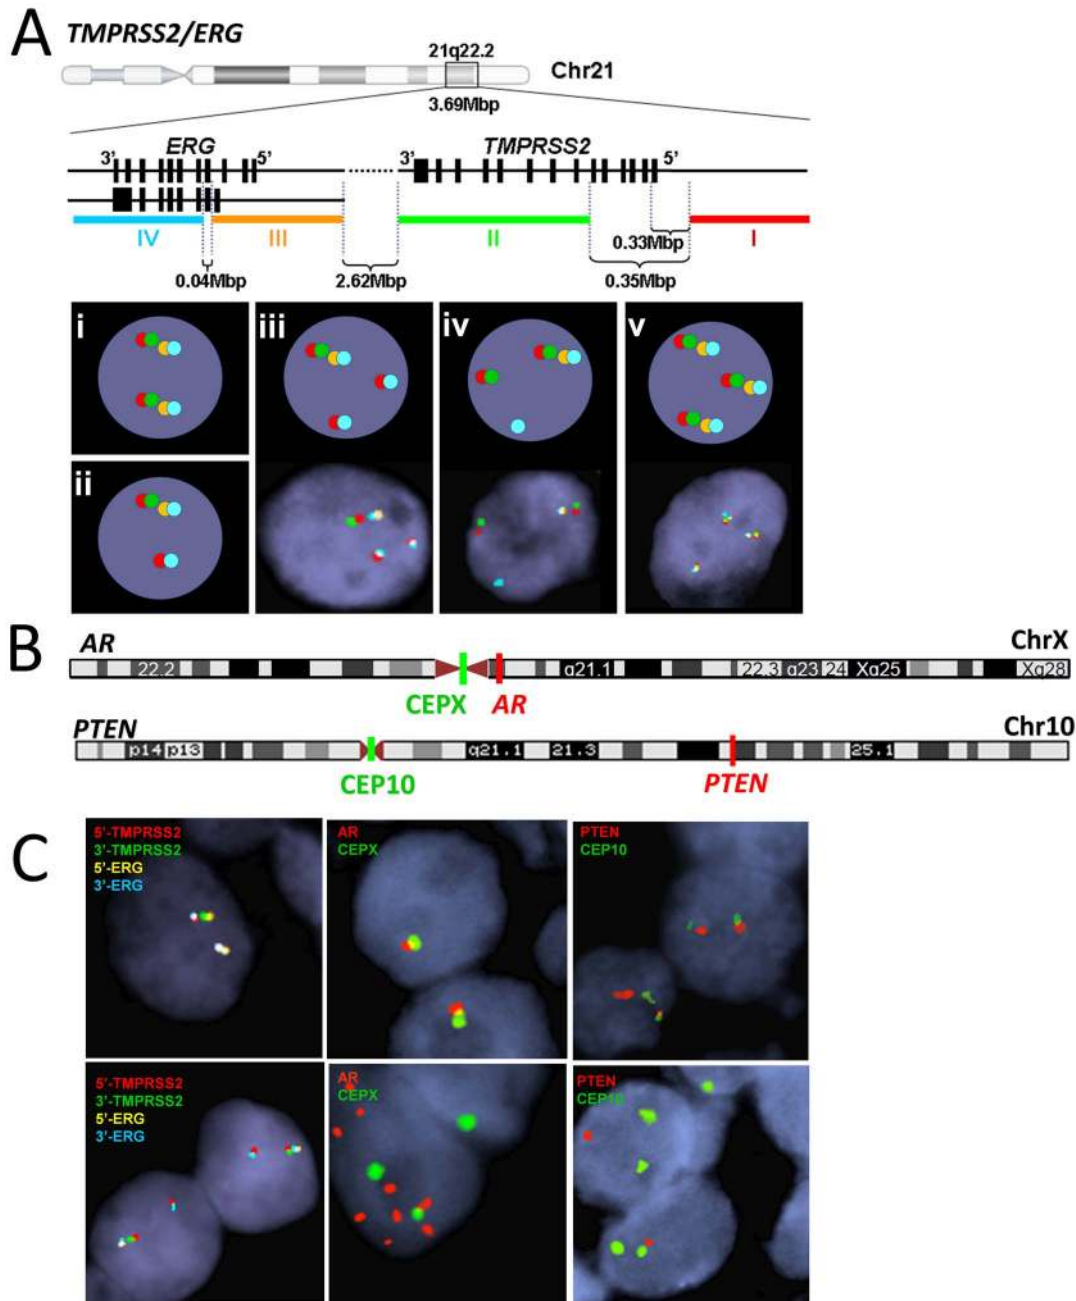 A
TMPRSS2/ERG
21q22.2
Chr21
3.69Mbp
3’ ERG 5’ 3’ TMPRSS2 5’
IV III II I
0.33Mbp
0.04Mbp 2.62Mbp 0.35Mbp
i iii iv v
ii
B
AR ChrX
22.2 q21.1 22.3 q23 24 Xq25 Xq28
CEPX AR
PTEN Chr10
p14 p13 q21.1 21.3 25.1
CEP10 PTEN
C
5’-TMPRSS2
3’-TMPRSS2
5’-ERG
3’-ERG
AR
CEPX
PTEN
CEP10
5’-TMPRSS2
3’-TMPRSS2
5’-ERG
3’-ERG
AR
CEPX
PTEN
CEP10